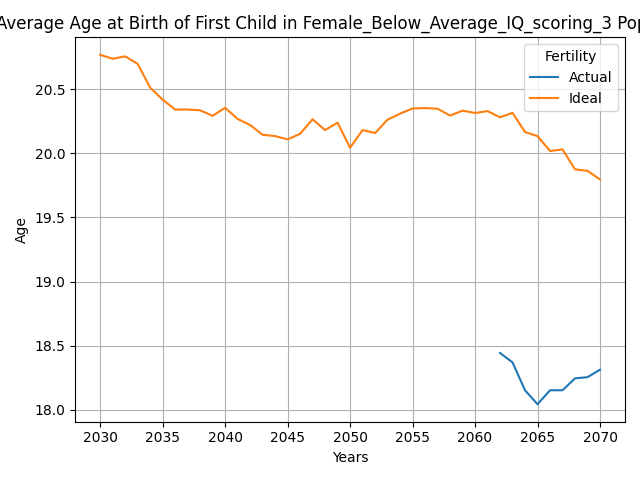 Average Age at Birth of First Child in Female_Below_Average_IQ_scoring_3 Pop
Fertility
Actual
Ideal
20.5
20.0
19.5
19.0
18.5
18.0
Age
2030 2035 2040 2045 2050 2055 2060 2065 2070
Years